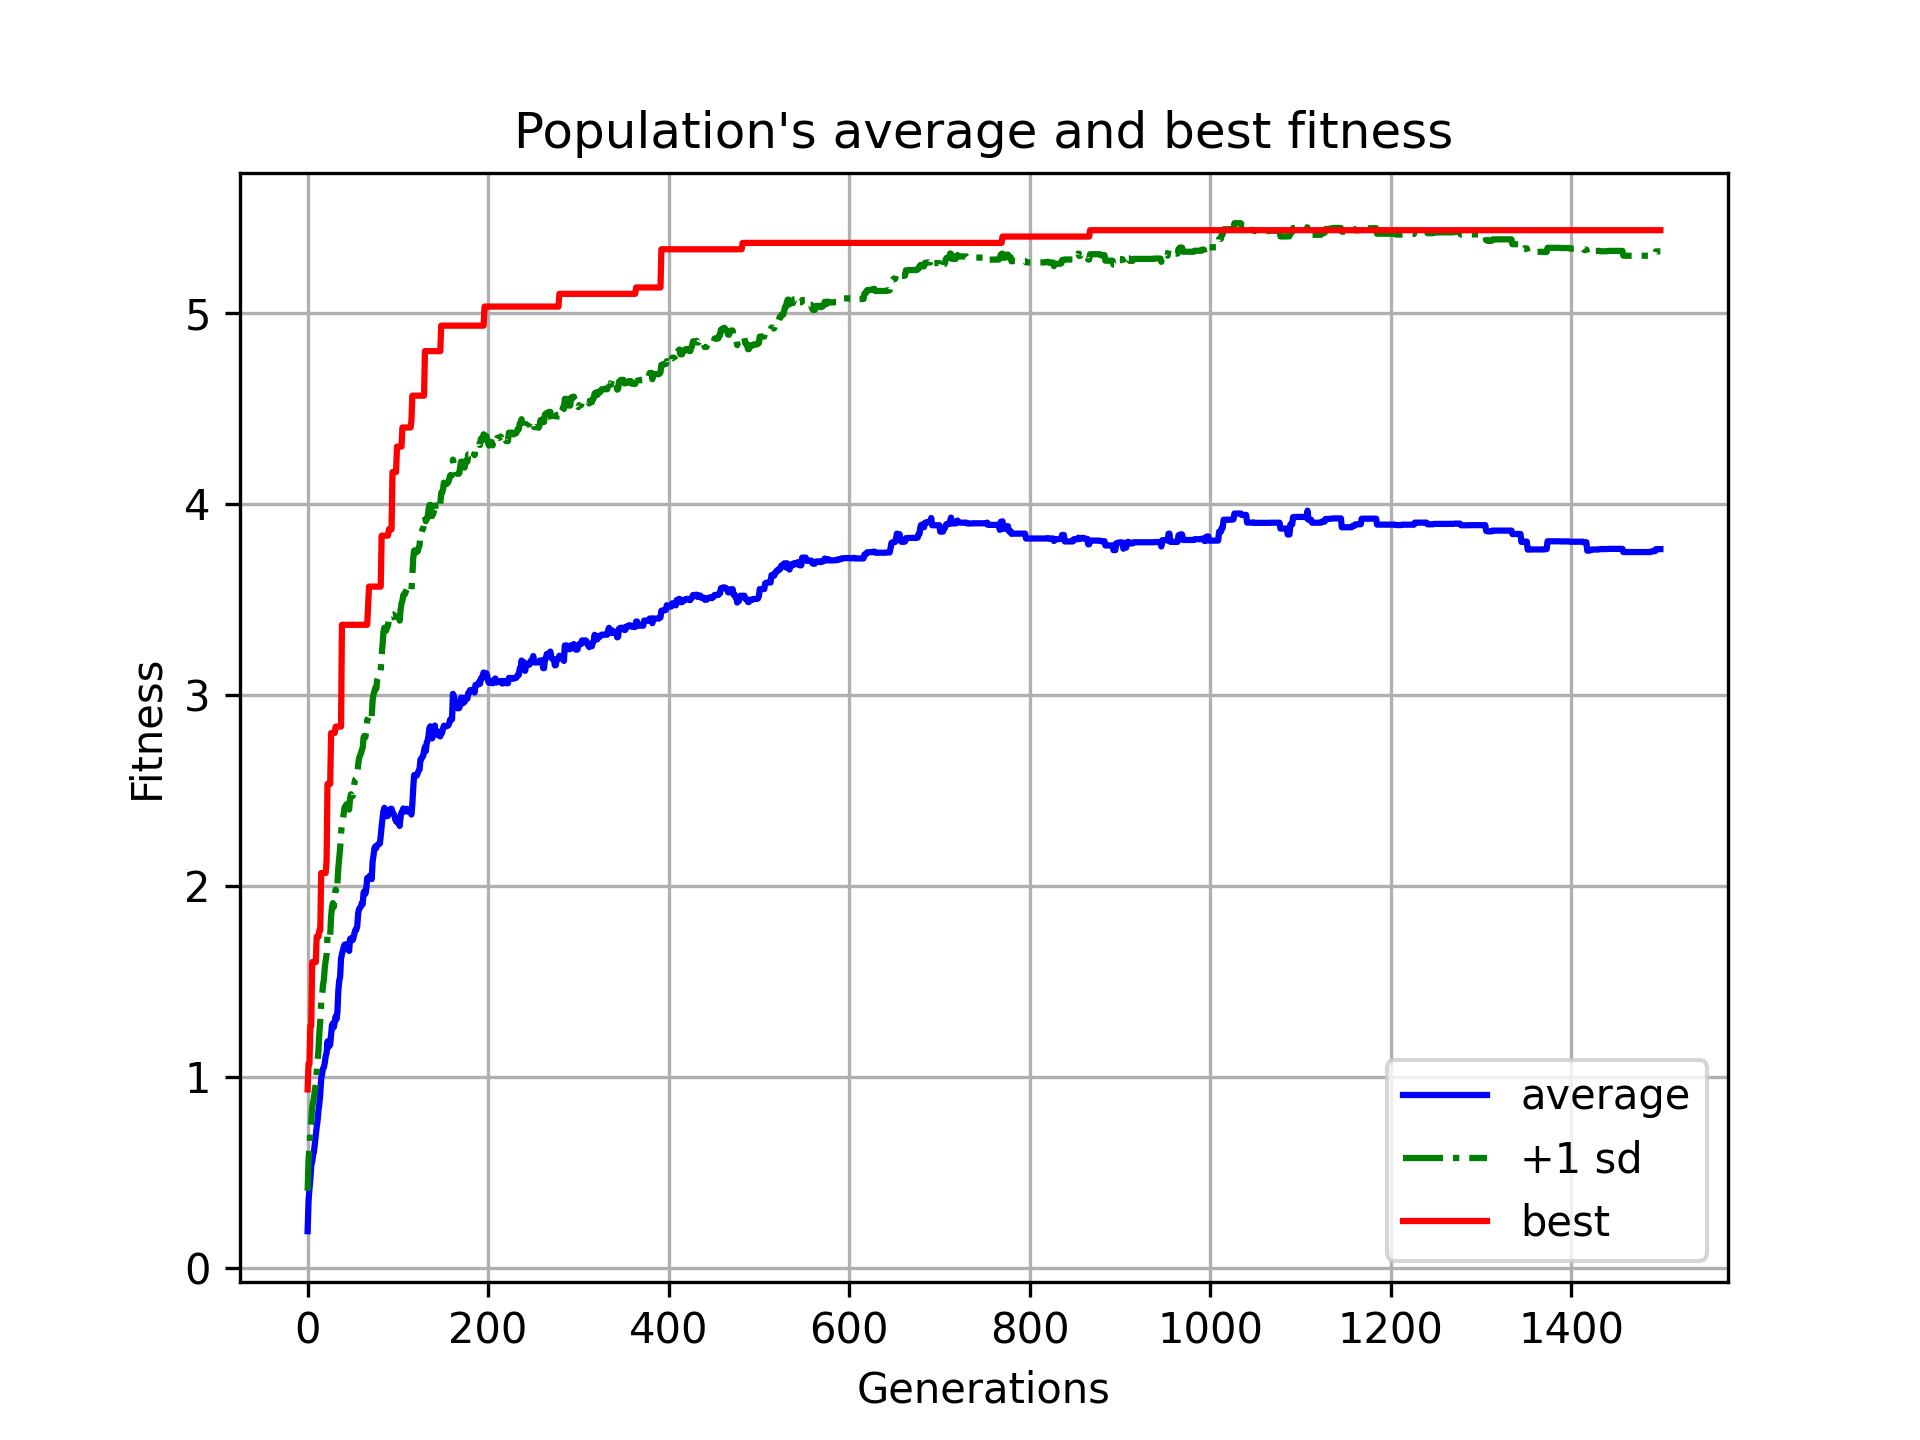 Population's average and best fitness
Fitness
5
4
3
2
1
0
0 200 400 600 800 1000 1200 1400
Generations
average
+1 sd
best